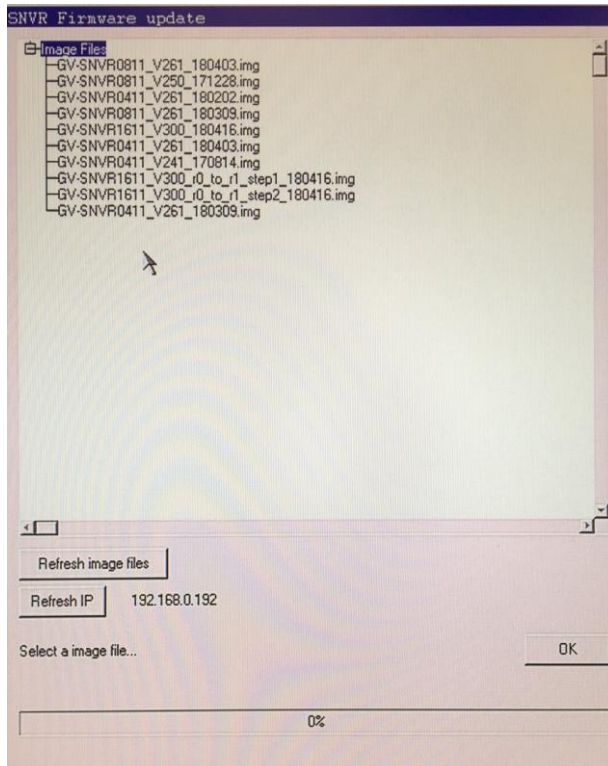 SNVR Firmware update
Image Files
GV-SNVR0811_V261_180403.img
GV-SNVR0811_V250_171228.img
GV-SNVR0411_V261_180202.img
GV-SNVR0811_V261_180309.img
GV-SNVR1611_V300_180416.img
GV-SNVR0411_V261_180403.img
GV-SNVR0411_V241_170814.img
GV-SNVR1611_V300_r0_to_r1_step1_180416.img
GV-SNVR1611_V300_r0_to_r1_step2_180416.img
GV-SNVR0411_V261_180309.img
Refresh image files
Refresh IP 192.168.0.192
Select a image file...
OK
0%